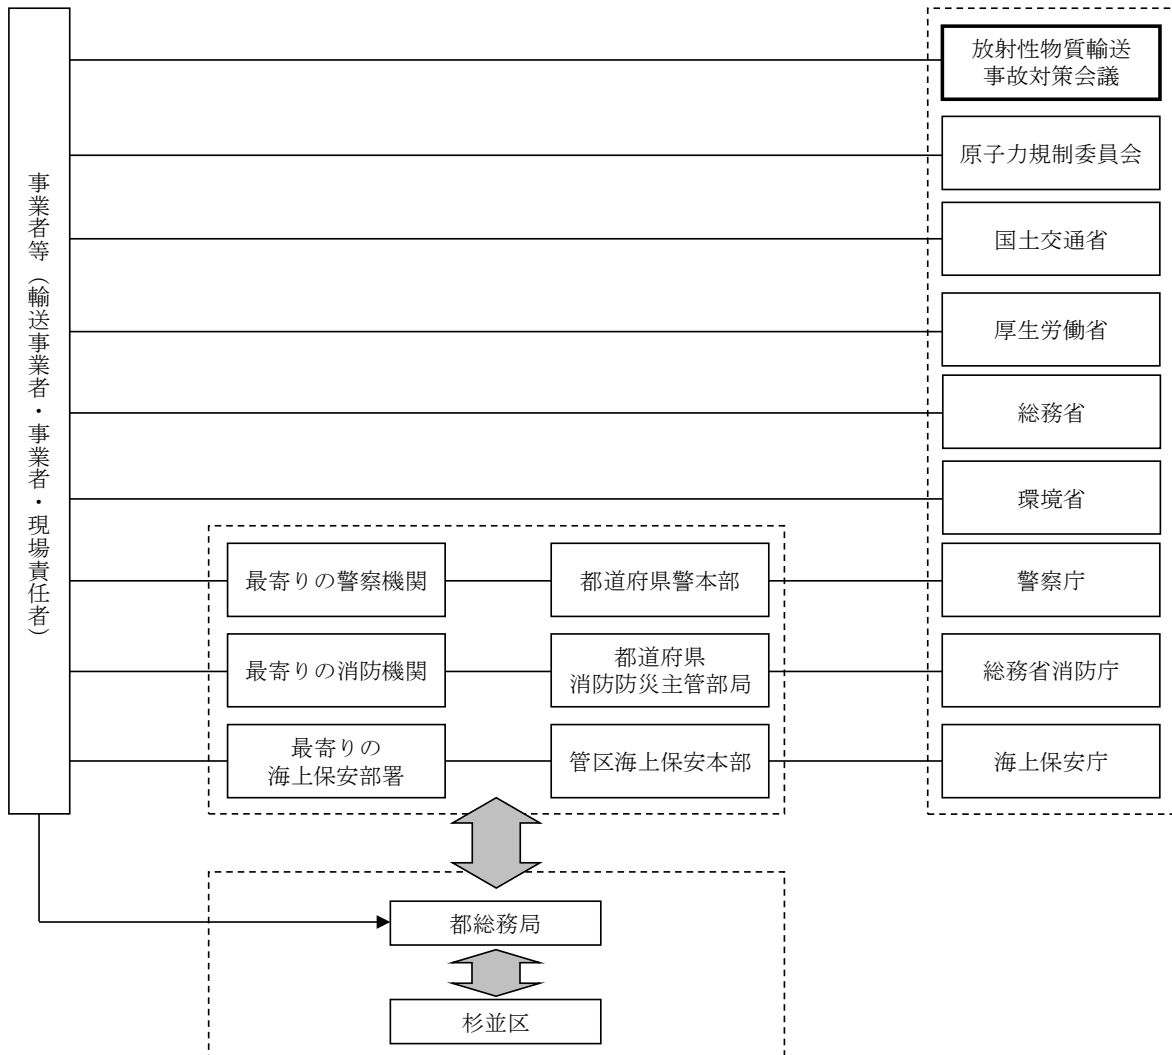 事業者等（輸送事業者・事業者・現場責任者）
放射性物質輸送
事故対策会議
原子力規制委員会
国土交通省
厚生労働省
総務省
環境省
最寄りの警察機関
都道府県警本部
警察庁
最寄りの消防機関
都道府県
消防防災主管部局
総務省消防庁
最寄りの
海上保安部署
管区海上保安本部
海上保安庁
都総務局
杉並区